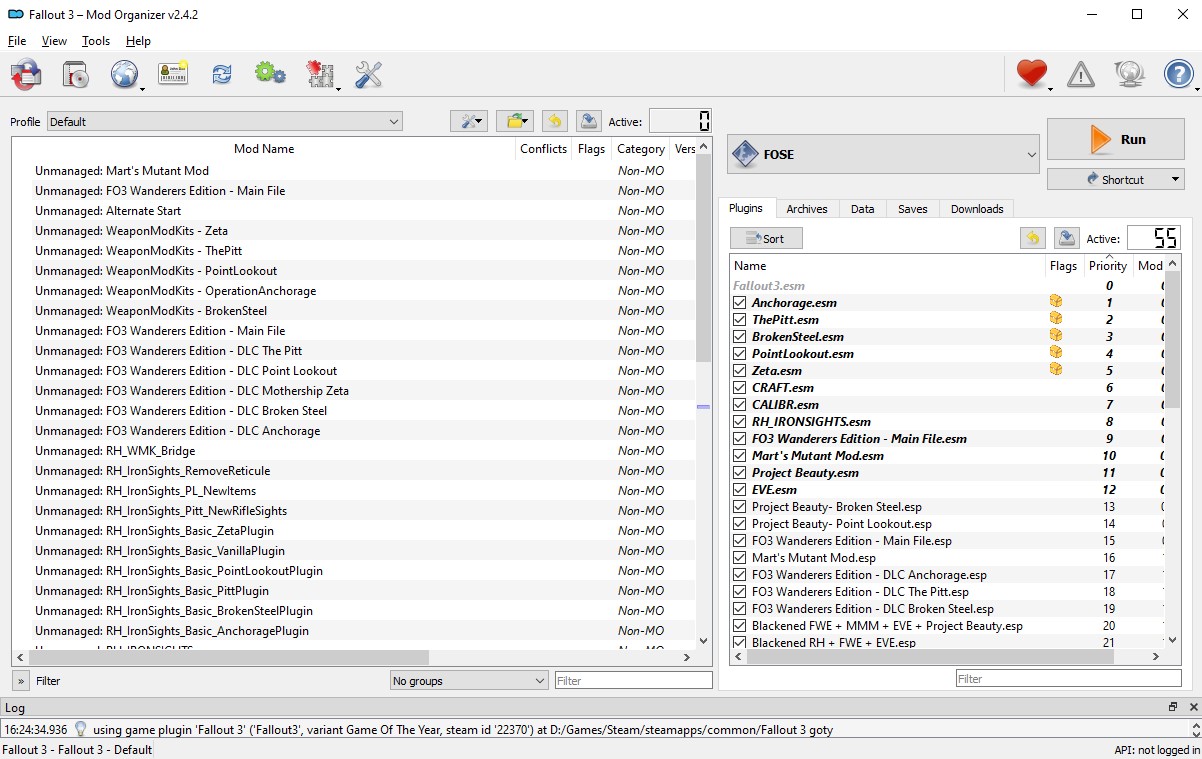 Fallout 3 – Mod Organizer v2.4.2
File View Tools Help
Profile Default Active: 0
Mod Name Conflicts Flags Category Vers
Unmanaged: Mart's Mutant Mod Non-MO
Unmanaged: FO3 Wanderers Edition - Main File Non-MO
Unmanaged: Alternate Start Non-MO
Unmanaged: WeaponModKits - Zeta Non-MO
Unmanaged: WeaponModKits - ThePitt Non-MO
Unmanaged: WeaponModKits - PointLookout Non-MO
Unmanaged: WeaponModKits - OperationAnchorage Non-MO
Unmanaged: WeaponModKits - BrokenSteel Non-MO
Unmanaged: FO3 Wanderers Edition - Main File Non-MO
Unmanaged: FO3 Wanderers Edition - DLC The Pitt Non-MO
Unmanaged: FO3 Wanderers Edition - DLC Point Lookout Non-MO
Unmanaged: FO3 Wanderers Edition - DLC Mothership Zeta Non-MO
Unmanaged: FO3 Wanderers Edition - DLC Broken Steel Non-MO
Unmanaged: FO3 Wanderers Edition - DLC Anchorage Non-MO
Unmanaged: RH_WMK_Bridge Non-MO
Unmanaged: RH_IronSights_RemoveReticule Non-MO
Unmanaged: RH_IronSights_PL_NewItems Non-MO
Unmanaged: RH_IronSights_Pitt_NewRifleSights Non-MO
Unmanaged: RH_IronSights_Basic_ZetaPlugin Non-MO
Unmanaged: RH_IronSights_Basic_VanillaPlugin Non-MO
Unmanaged: RH_IronSights_Basic_PointLookoutPlugin Non-MO
Unmanaged: RH_IronSights_Basic_PittPlugin Non-MO
Unmanaged: RH_IronSights_Basic_BrokenSteelPlugin Non-MO
Unmanaged: RH_IronSights_Basic_AnchoragePlugin Non-MO
» Filter No groups Filter
FOSE
Run
Shortcut
Plugins Archives Data Saves Downloads
Sort Active: 55
Name Flags Priority Mod
Fallout3.esm 0
Anchorage.esm 1
ThePitt.esm 2
BrokenSteel.esm 3
PointLookout.esm 4
Zeta.esm 5
CRAFT.esm 6
CALIBR.esm 7
RH_IRONSIGHTS.esm 8
FO3 Wanderers Edition - Main File.esm 9
Mart's Mutant Mod.esm 10
Project Beauty.esm 11
EVE.esm 12
Project Beauty- Broken Steel.esp 13
Project Beauty- Point Lookout.esp 14
FO3 Wanderers Edition - Main File.esp 15
Mart's Mutant Mod.esp 16
FO3 Wanderers Edition - DLC Anchorage.esp 17
FO3 Wanderers Edition - DLC The Pitt.esp 18
FO3 Wanderers Edition - DLC Broken Steel.esp 19
Blackened FWE + MMM + EVE + Project Beauty.esp 20
Blackened RH + FWE + EVE.esp 21
Filter
Log
16:24:34.936 using game plugin 'Fallout 3' ('Fallout3', variant Game Of The Year, steam id '22370') at D:/Games/Steam/steamapps/common/Fallout 3 goty
Fallout 3 - Fallout 3 - Default API: not logged in